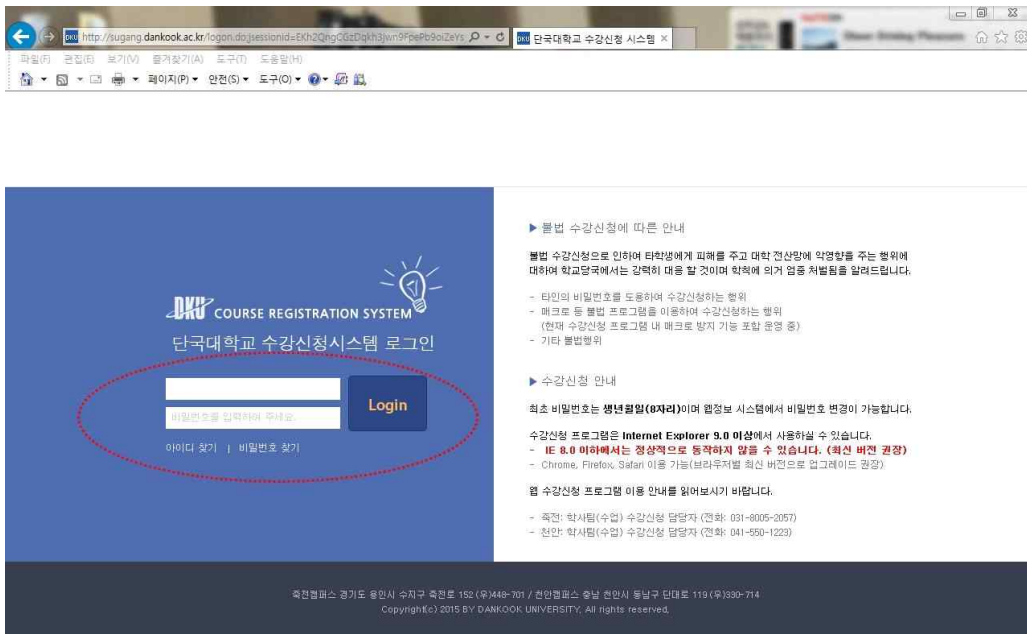 http://sugang.dankook.ac.kr/logon.do;jsessionid=
단국대학교 수강신청 시스템
파일(F) 편집(E) 보기(V) 즐겨찾기(A) 도구(T) 도움말(H)
페이지(P) 안전(S) 도구(O)
DKU COURSE REGISTRATION SYSTEM
단국대학교 수강신청시스템 로그인
비밀번호를 입력하여 주세요.
Login
아이디 찾기 | 비밀번호 찾기
▶ 불법 수강신청에 따른 안내
불법 수강신청으로 인하여 타학생에게 피해를 주고 대학 전산망에 악영향을 주는 행위에
대하여 학교당국에서는 강력히 대응 할 것이며 학칙에 의거 엄중 처벌됨을 알려드립니다.
- 타인의 비밀번호를 도용하여 수강신청하는 행위
- 매크로 등 불법 프로그램을 이용하여 수강신청하는 행위
(현재 수강신청 프로그램 내 매크로 방지 기능 포함 운영 중)
- 기타 불법행위
▶ 수강신청 안내
최초 비밀번호는 생년월일(8자리)이며 웹정보 시스템에서 비밀번호 변경이 가능합니다.
수강신청 프로그램은 Internet Explorer 9.0 이상에서 사용하실 수 있습니다.
- IE 8.0 이하에서는 정상적으로 동작하지 않을 수 있습니다. (최신 버전 권장)
- Chrome, Firefox, Safari 이용 가능(브라우저별 최신 버전으로 업그레이드 권장)
웹 수강신청 프로그램 이용 안내를 읽어보시기 바랍니다.
- 죽전: 학사팀(수업) 수강신청 담당자 (전화: 031-8005-2057)
- 천안: 학사팀(수업) 수강신청 담당자 (전화: 041-550-1223)
죽전캠퍼스 경기도 용인시 수지구 죽전로 152 (우)448-701 / 천안캠퍼스 충남 천안시 동남구 단대로 119 (우)330-714
Copyright(c) 2015 BY DANKOOK UNIVERSITY, All rights reserved.